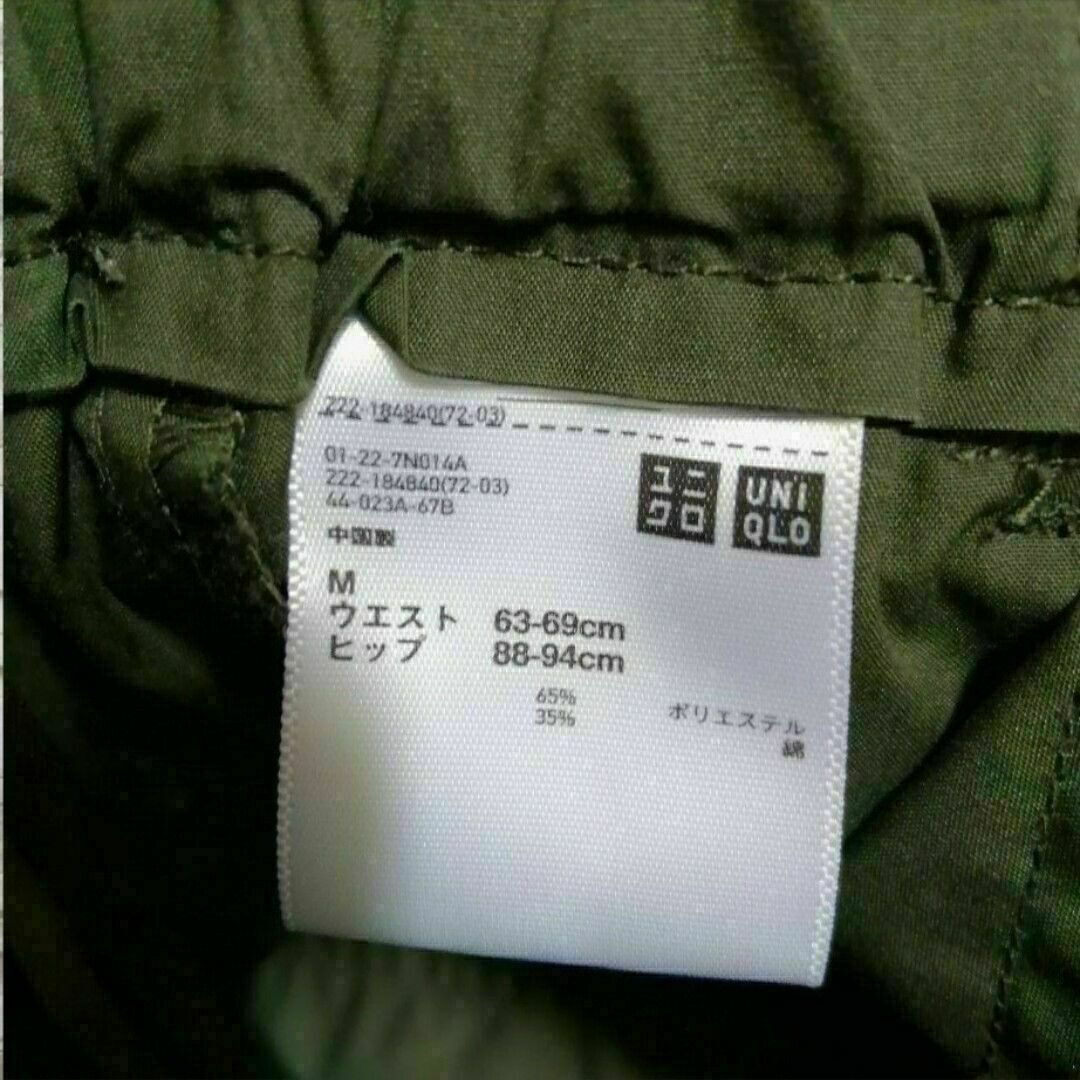 222-184840(72-03)
01-22-7N014A
222-184840(72-03)
44-023A-67B
中国製
ユニ
クロ
UNI
QLO
M
ウエスト 63-69cm
ヒップ 88-94cm
65% ポリエステル
35% 綿